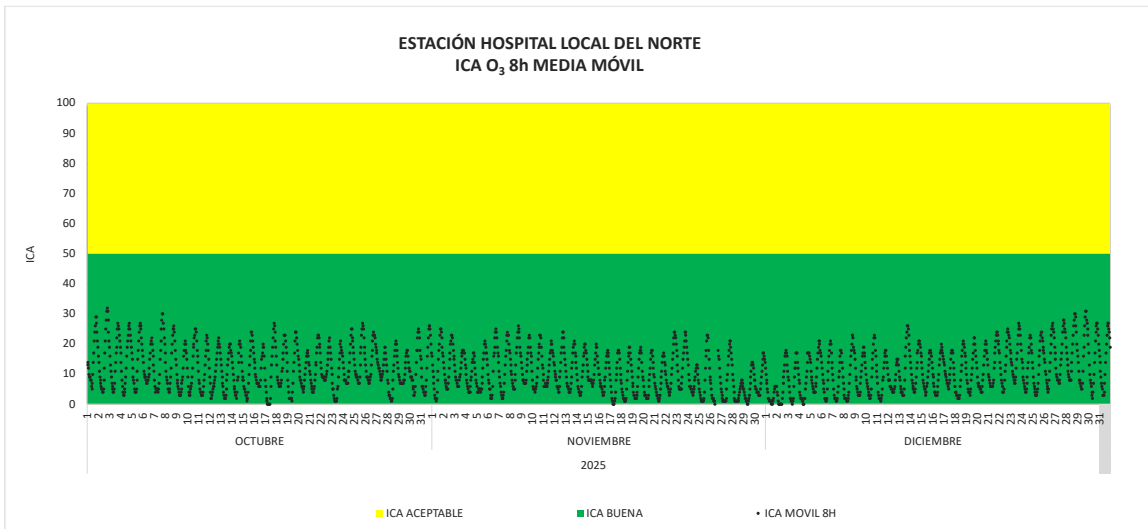 ESTACIÓN HOSPITAL LOCAL DEL NORTE
ICA O₃ 8h MEDIA MÓVIL
100
90
80
70
60
50
40
30
20
10
0
ICA
1 2 3 4 5 6 7 8 9 10 11 12 13 14 15 16 17 18 19 20 21 22 23 24 25 26 27 28 29 30 31 1 2 3 4 5 6 7 8 9 10 11 12 13 14 15 16 17 18 19 20 21 22 23 24 25 26 27 28 29 30 1 2 3 4 5 6 7 8 9 10 11 12 13 14 15 16 17 18 19 20 21 22 23 24 25 26 27 28 29 30 31
OCTUBRE NOVIEMBRE DICIEMBRE
2025
ICA ACEPTABLE ICA BUENA ICA MOVIL 8H